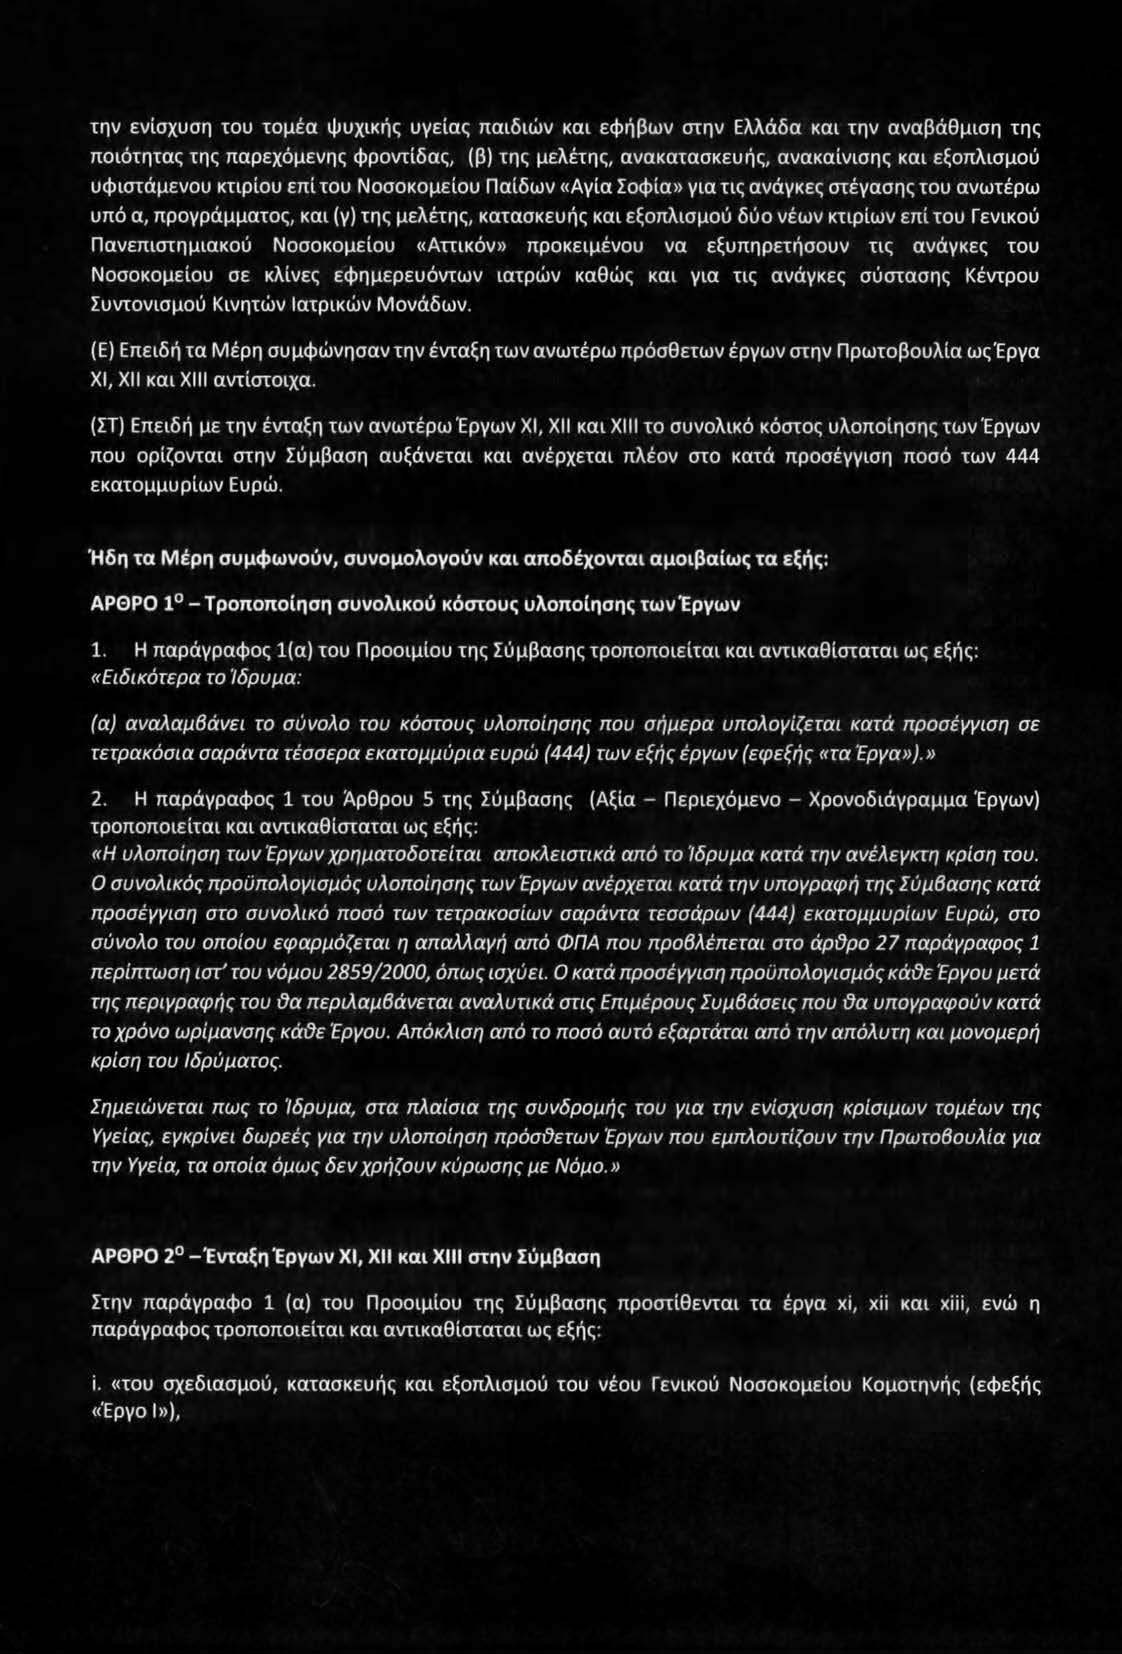 την ενίσχυση του τομέα ψυχικής υγείας παιδιών και εφήβων στην Ελλάδα και την αναβάθμιση της
ποιότητας της παρεχόμενης φροντίδας, (β) της μελέτης, ανακατασκευής, ανακαίνισης και εξοπλισμού
υφιστάμενου κτιρίου επί του Νοσοκομείου Παίδων «Αγία Σοφία» για τις ανάγκες στέγασης του ανωτέρω
υπό α, προγράμματος, και (γ) της μελέτης, κατασκευής και εξοπλισμού δύο νέων κτιρίων επί του Γενικού
Πανεπιστημιακού Νοσοκομείου «Αττικόν» προκειμένου να εξυπηρετήσουν τις ανάγκες του
Νοσοκομείου σε κλίνες εφημερευόντων ιατρών καθώς και για τις ανάγκες σύστασης Κέντρου
Συντονισμού Κινητών Ιατρικών Μονάδων.
(Ε) Επειδή τα Μέρη συμφώνησαν την ένταξη των ανωτέρω πρόσθετων έργων στην Πρωτοβουλία ως Έργα
XI, XII και XIII αντίστοιχα.
(ΣΤ) Επειδή με την ένταξη των ανωτέρω Έργων XI, XII και XIII το συνολικό κόστος υλοποίησης των Έργων
που ορίζονται στην Σύμβαση αυξάνεται και ανέρχεται πλέον στο κατά προσέγγιση ποσό των 444
εκατομμυρίων Ευρώ.
Ήδη τα Μέρη συμφωνούν, συνομολογούν και αποδέχονται αμοιβαίως τα εξής:
ΑΡΘΡΟ 1º – Τροποποίηση συνολικού κόστους υλοποίησης των Έργων
1. Η παράγραφος 1(α) του Προοιμίου της Σύμβασης τροποποιείται και αντικαθίσταται ως εξής:
«Ειδικότερα το Ίδρυμα:
(α) αναλαμβάνει το σύνολο του κόστους υλοποίησης που σήμερα υπολογίζεται κατά προσέγγιση σε
τετρακόσια σαράντα τέσσερα εκατομμύρια ευρώ (444) των εξής έργων (εφεξής «τα Έργα»).»
2. Η παράγραφος 1 του Άρθρου 5 της Σύμβασης (Αξία – Περιεχόμενο – Χρονοδιάγραμμα Έργων)
τροποποιείται και αντικαθίσταται ως εξής:
«Η υλοποίηση των Έργων χρηματοδοτείται αποκλειστικά από το Ίδρυμα κατά την ανέλεγκτη κρίση του.
Ο συνολικός προϋπολογισμός υλοποίησης των Έργων ανέρχεται κατά την υπογραφή της Σύμβασης κατά
προσέγγιση στο συνολικό ποσό των τετρακοσίων σαράντα τεσσάρων (444) εκατομμυρίων Ευρώ, στο
σύνολο του οποίου εφαρμόζεται η απαλλαγή από ΦΠΑ που προβλέπεται στο άρθρο 27 παράγραφος 1
περίπτωση ιστ' του νόμου 2859/2000, όπως ισχύει. Ο κατά προσέγγιση προϋπολογισμός κάθε Έργου μετά
της περιγραφής του θα περιλαμβάνεται αναλυτικά στις Επιμέρους Συμβάσεις που θα υπογραφούν κατά
το χρόνο ωρίμανσης κάθε Έργου. Απόκλιση από το ποσό αυτό εξαρτάται από την απόλυτη και μονομερή
κρίση του Ιδρύματος.
Σημειώνεται πως το Ίδρυμα, στα πλαίσια της συνδρομής του για την ενίσχυση κρίσιμων τομέων της
Υγείας, εγκρίνει δωρεές για την υλοποίηση πρόσθετων Έργων που εμπλουτίζουν την Πρωτοβουλία για
την Υγεία, τα οποία όμως δεν χρήζουν κύρωσης με Νόμο.»
ΑΡΘΡΟ 2º – Ένταξη Έργων XI, XII και XIII στην Σύμβαση
Στην παράγραφο 1 (α) του Προοιμίου της Σύμβασης προστίθενται τα έργα xi, xii και xiii, ενώ η
παράγραφος τροποποιείται και αντικαθίσταται ως εξής:
i. «του σχεδιασμού, κατασκευής και εξοπλισμού του νέου Γενικού Νοσοκομείου Κομοτηνής (εφεξής
«Έργο I»),